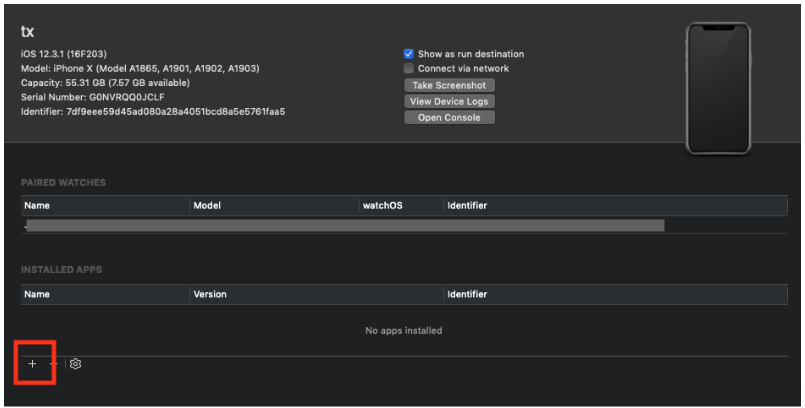 tx
iOS 12.3.1 (16F203)
Model: iPhone X (Model A1865, A1901, A1902, A1903)
Capacity: 55.31 GB (7.57 GB available)
Serial Number: G0NVRQQ0JCLF
Identifier: 7df9eee59d45ad080a28a4051bcd8a5e5761faa5
Show as run destination
Connect via network
Take Screenshot
View Device Logs
Open Console
PAIRED WATCHES
Name Model watchOS Identifier
INSTALLED APPS
Name Version Identifier
No apps installed